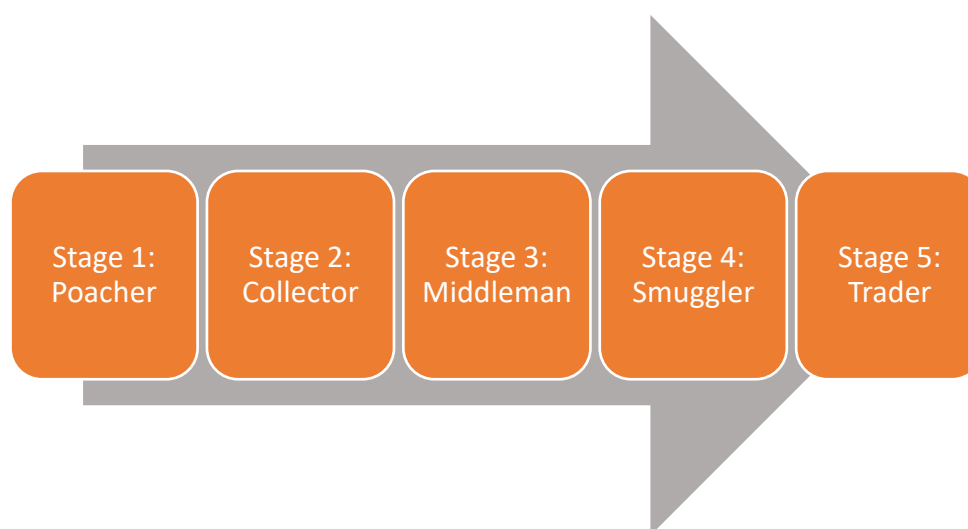 Stage 1:
Poacher
Stage 2:
Collector
Stage 3:
Middleman
Stage 4:
Smuggler
Stage 5:
Trader